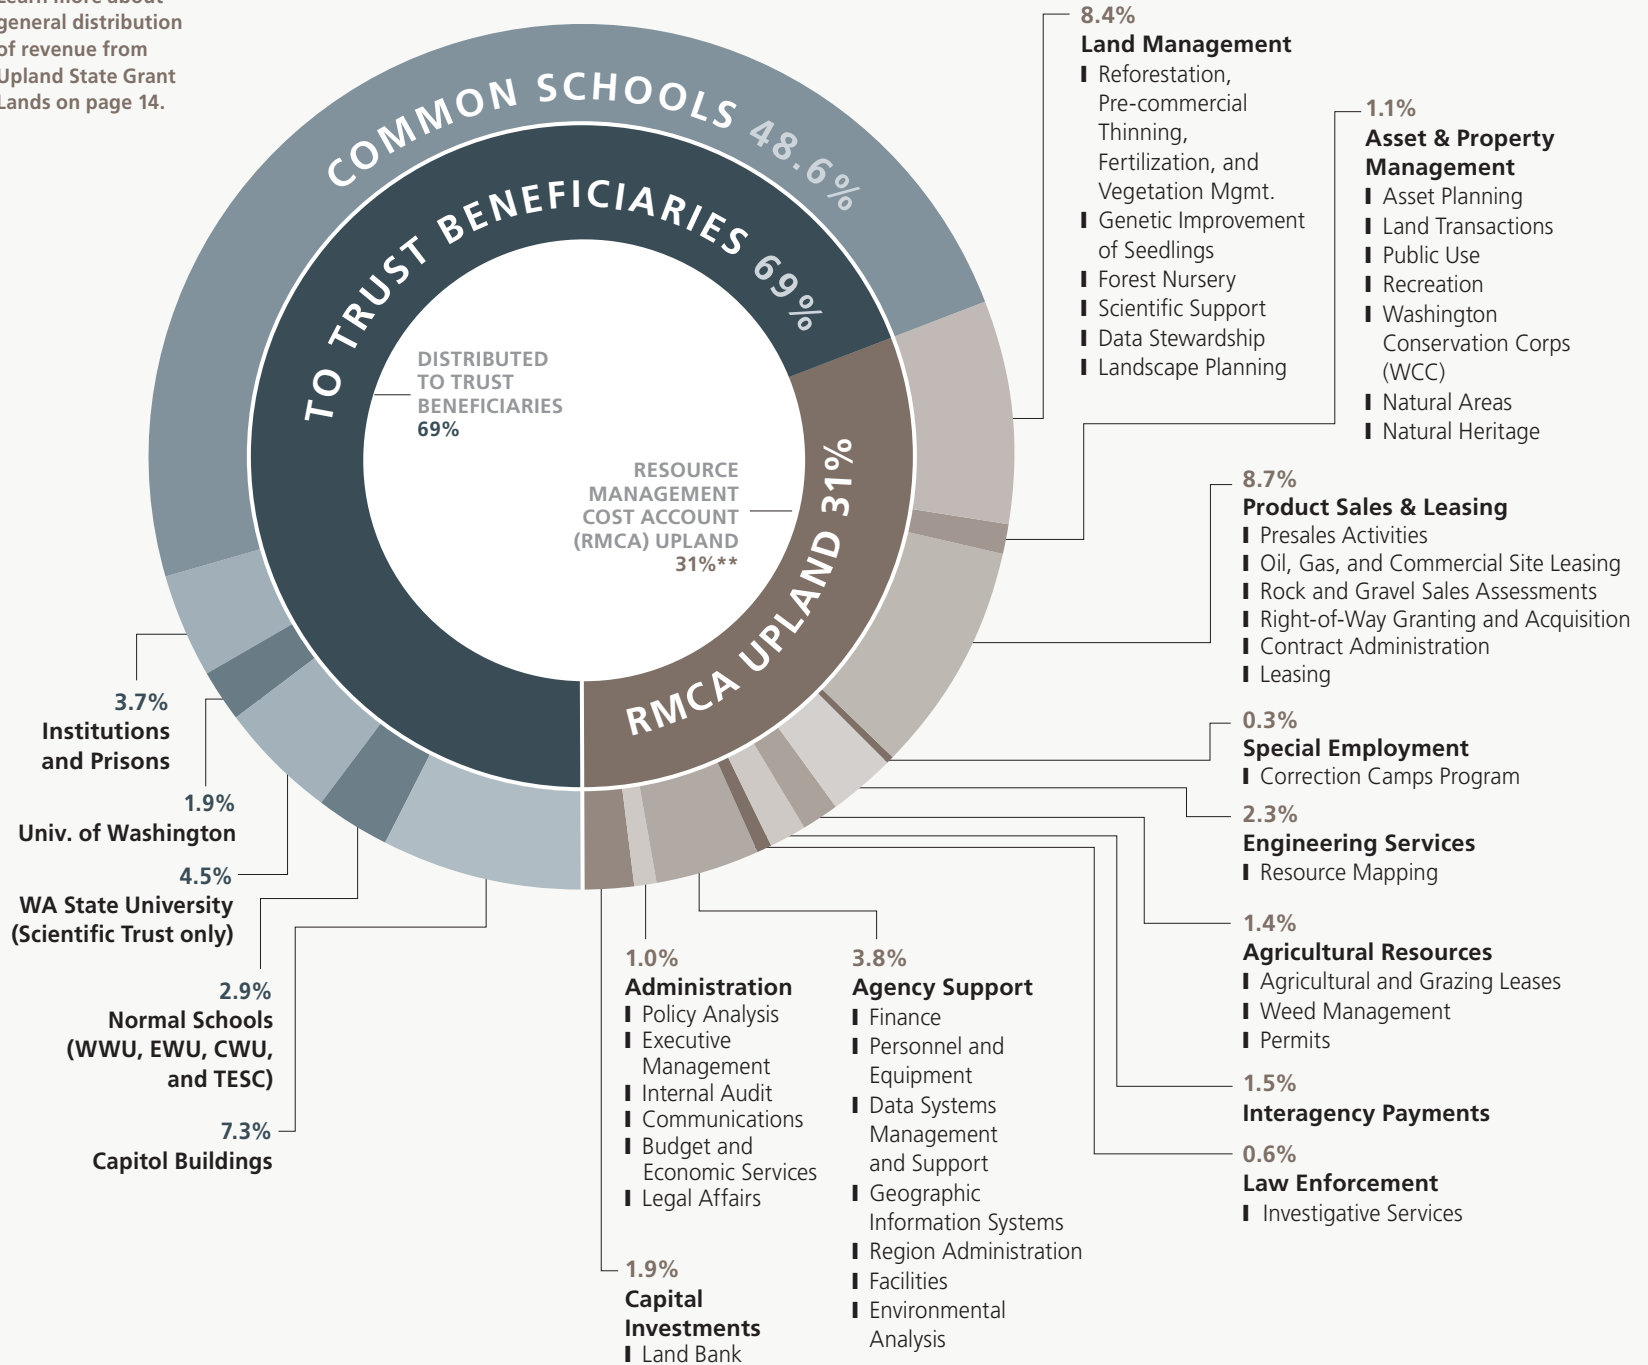 Learn more about
general distribution
of revenue from
Upland State Grant
Lands on page 14.
COMMON SCHOOLS 48.6%
TO TRUST BENEFICIARIES 69%
RMCA UPLAND 31%
DISTRIBUTED
TO TRUST
BENEFICIARIES
69%
RESOURCE
MANAGEMENT
COST ACCOUNT
(RMCA) UPLAND
31%**
8.4%
Land Management
Reforestation,
Pre-commercial
Thinning,
Fertilization, and
Vegetation Mgmt.
Genetic Improvement
of Seedlings
Forest Nursery
Scientific Support
Data Stewardship
Landscape Planning
1.1%
Asset & Property
Management
Asset Planning
Land Transactions
Public Use
Recreation
Washington
Conservation Corps
(WCC)
Natural Areas
Natural Heritage
8.7%
Product Sales & Leasing
Presales Activities
Oil, Gas, and Commercial Site Leasing
Rock and Gravel Sales Assessments
Right-of-Way Granting and Acquisition
Contract Administration
Leasing
0.3%
Special Employment
Correction Camps Program
2.3%
Engineering Services
Resource Mapping
1.4%
Agricultural Resources
Agricultural and Grazing Leases
Weed Management
Permits
1.5%
Interagency Payments
0.6%
Law Enforcement
Investigative Services
3.8%
Agency Support
Finance
Personnel and
Equipment
Data Systems
Management
and Support
Geographic
Information Systems
Region Administration
Facilities
Environmental
Analysis
1.0%
Administration
Policy Analysis
Executive
Management
Internal Audit
Communications
Budget and
Economic Services
Legal Affairs
1.9%
Capital
Investments
Land Bank
3.7%
Institutions
and Prisons
1.9%
Univ. of Washington
4.5%
WA State University
(Scientific Trust only)
2.9%
Normal Schools
(WWU, EWU, CWU,
and TESC)
7.3%
Capitol Buildings